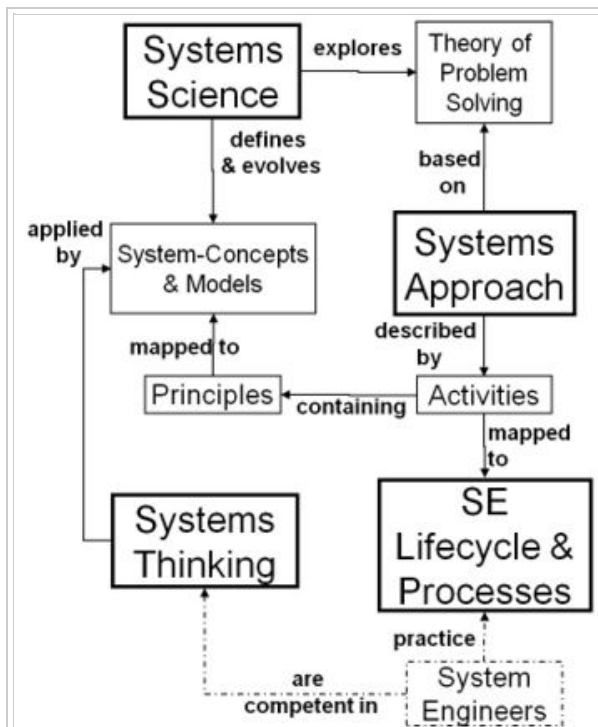 Systems
Science
explores
Theory of
Problem
Solving
defines
& evolves
based
on
applied
by
System-Concepts
& Models
Systems
Approach
described
by
mapped to
Principles
containing
Activities
mapped
to
Systems
Thinking
SE
Lifecycle &
Processes
practice
are
competent in
System
Engineers